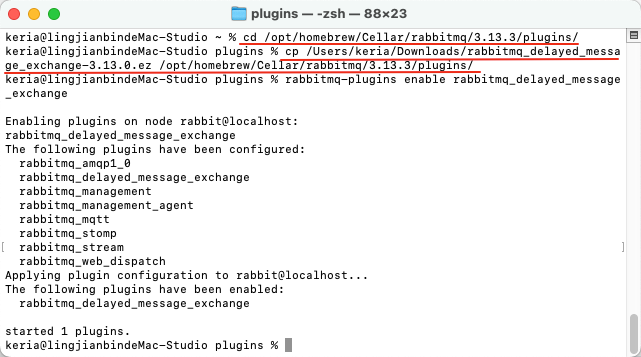 plugins — -zsh — 88×23
keria@lingjianbindeMac-Studio ~ % cd /opt/homebrew/Cellar/rabbitmq/3.13.3/plugins/
keria@lingjianbindeMac-Studio plugins % cp /Users/keria/Downloads/rabbitmq_delayed_messa
ge_exchange-3.13.0.ez /opt/homebrew/Cellar/rabbitmq/3.13.3/plugins/
keria@lingjianbindeMac-Studio plugins % rabbitmq-plugins enable rabbitmq_delayed_message
_exchange
Enabling plugins on node rabbit@localhost:
rabbitmq_delayed_message_exchange
The following plugins have been configured:
rabbitmq_amqp1_0
rabbitmq_delayed_message_exchange
rabbitmq_management
rabbitmq_management_agent
rabbitmq_mqtt
rabbitmq_stomp
[ rabbitmq_stream ]
rabbitmq_web_dispatch
Applying plugin configuration to rabbit@localhost...
The following plugins have been enabled:
rabbitmq_delayed_message_exchange
started 1 plugins.
keria@lingjianbindeMac-Studio plugins %